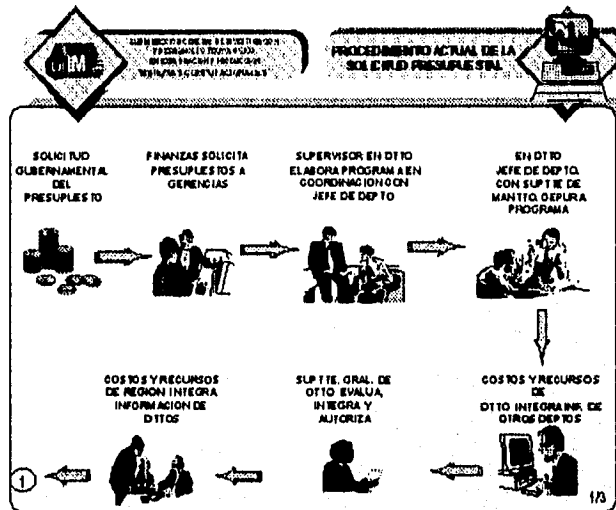 PROCEDIMIENTO ACTUAL DE LA
SOLICITUD PRESUPUESTAL
SOLICITUD
GUBERNAMENTAL
DEL
PRESUPUESTO
FINANZAS SOLICITA
PRESUPUESTOS A
GERENCIAS
SUPERVISOR EN DTTO
ELABORA PROGRAMA EN
COORDINACION CON
JEFE DE DEPTO
EN DTTO
JEFE DE DEPTO.
CON SUPTTE DE
MANTTO. DEPURA
PROGRAMA
COSTOS Y RECURSOS
DE REGION INTEGRA
INFORMACION DE
DTTOS
SUPTTE. GRAL. DE
DTTO EVALUA,
INTEGRA Y
AUTORIZA
COSTOS Y RECURSOS
DE
DTTO INTEGRA INF. DE
OTROS DEPTOS
1
1/3